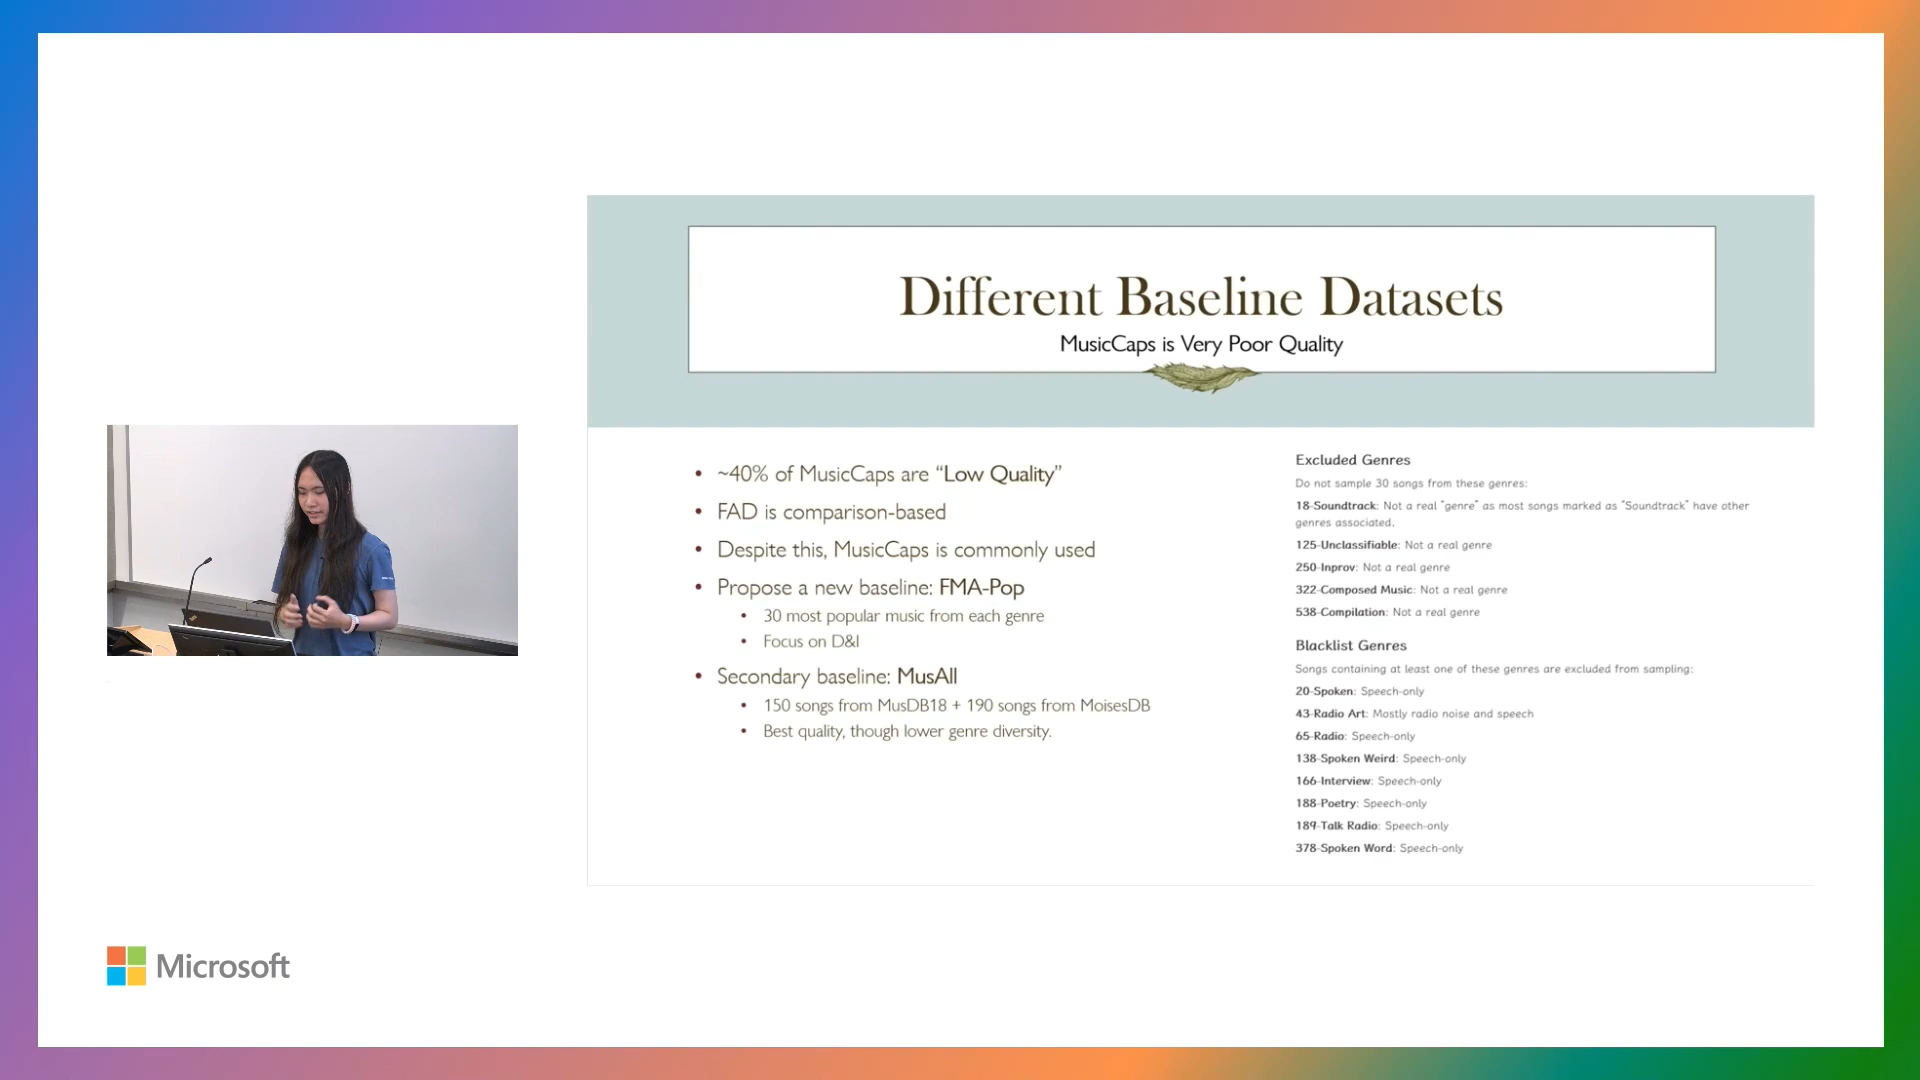 Different Baseline Datasets
MusicCaps is Very Poor Quality
• ~40% of MusicCaps are “Low Quality”
• FAD is comparison-based
• Despite this, MusicCaps is commonly used
• Propose a new baseline: FMA-Pop
• 30 most popular music from each genre
• Focus on D&I
• Secondary baseline: MusAll
• 150 songs from MusDB18 + 190 songs from MoisesDB
• Best quality, though lower genre diversity.
Excluded Genres
Do not sample 30 songs from these genres:
18-Soundtrack: Not a real "genre" as most songs marked as "Soundtrack" have other
genres associated.
125-Unclassifiable: Not a real genre
250-Inprov: Not a real genre
322-Composed Music: Not a real genre
538-Compilation: Not a real genre
Blacklist Genres
Songs containing at least one of these genres are excluded from sampling:
20-Spoken: Speech-only
43-Radio Art: Mostly radio noise and speech
65-Radio: Speech-only
138-Spoken Weird: Speech-only
166-Interview: Speech-only
188-Poetry: Speech-only
189-Talk Radio: Speech-only
378-Spoken Word: Speech-only
Microsoft